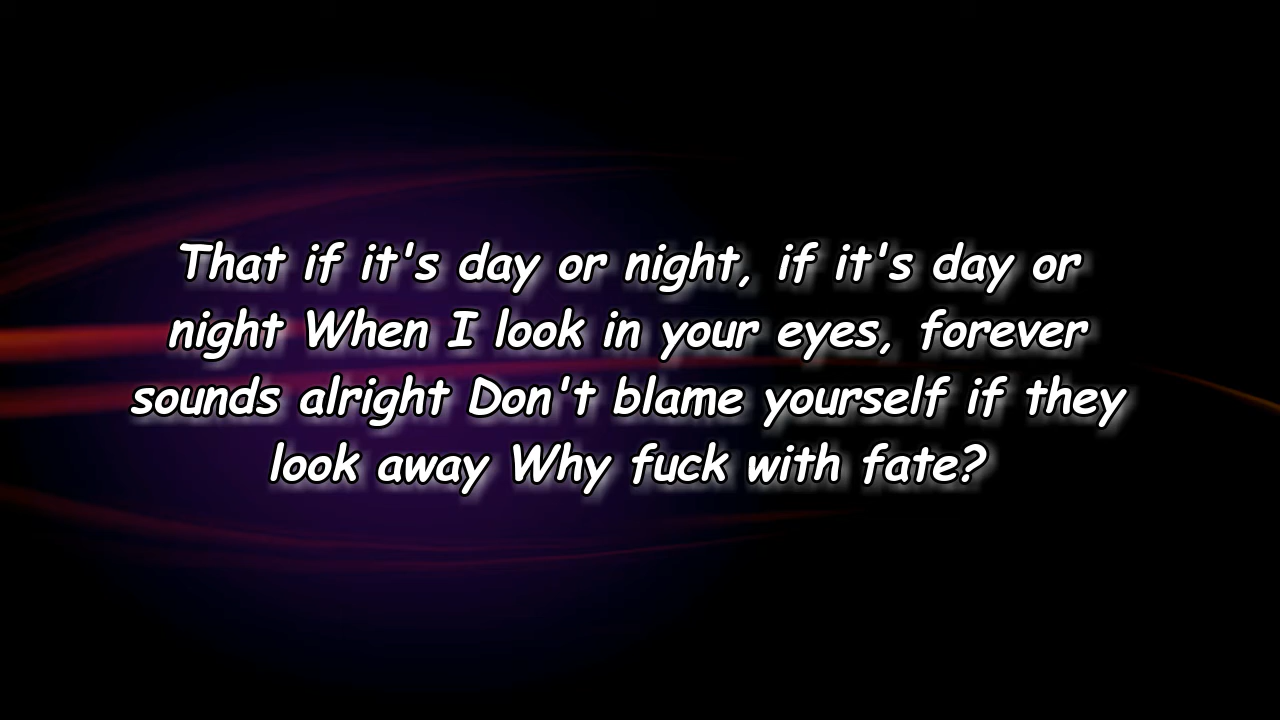 That if it's day or night, if it's day or
night When I look in your eyes, forever
sounds alright Don't blame yourself if they
look away Why fuck with fate?